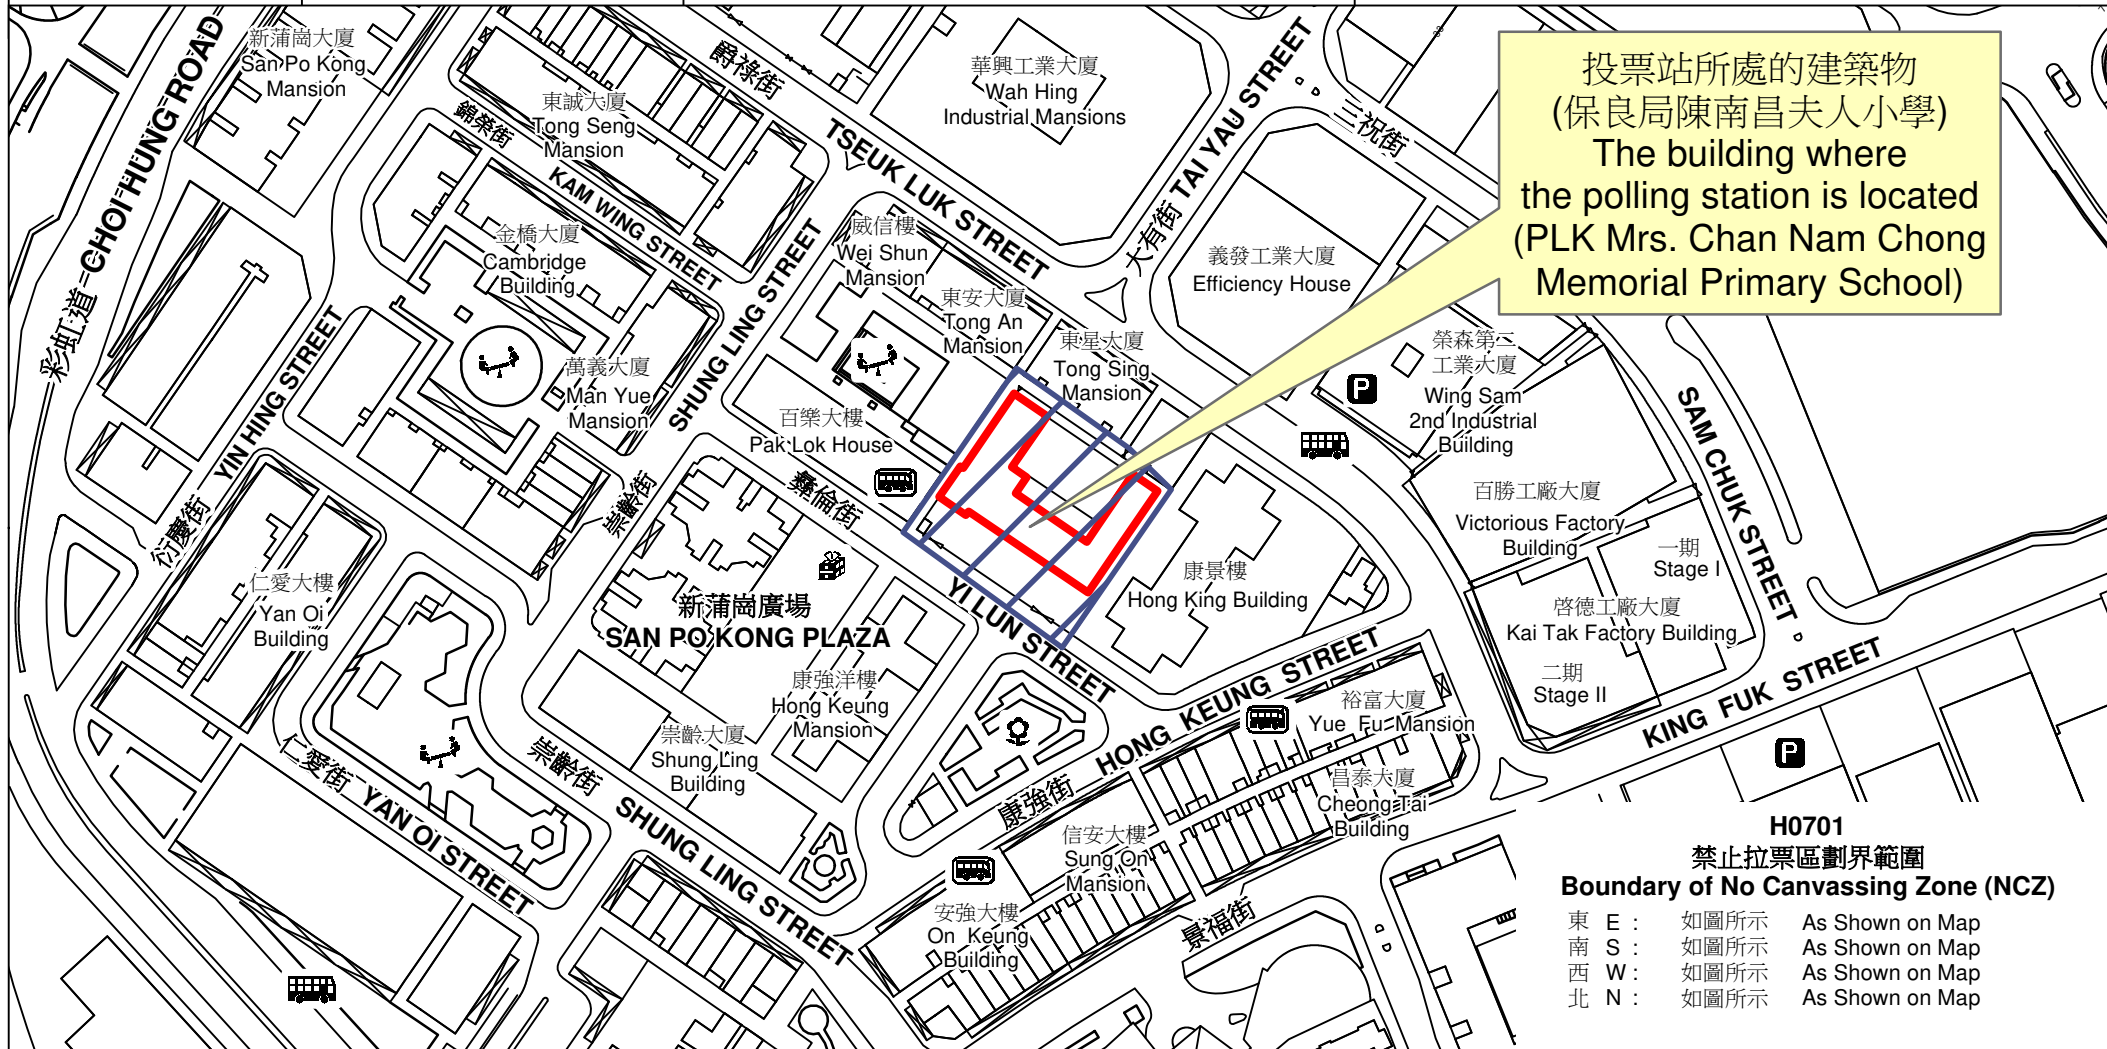 新蒲崗大廈
San Po Kong
Mansion
彩虹道 CHOI HUNG ROAD
爵祿街
TSEUK LUK STREET
華興工業大廈
Wah Hing
Industrial Mansions
大有街 TAI YAU STREET
三祝街
SAM CHUK STREET
投票站所處的建築物
(保良局陳南昌夫人小學)
The building where
the polling station is located
(PLK Mrs. Chan Nam Chong
Memorial Primary School)
東誠大廈
Tong Seng
Mansion
錦榮街
KAM WING STREET
金橋大廈
Cambridge
Building
威信樓
Wei Shun
Mansion
東安大廈
Tong An
Mansion
東星大廈
Tong Sing
Mansion
義發工業大廈
Efficiency House
榮森第二
工業大廈
Wing Sam
2nd Industrial
Building
萬義大廈
Man Yue
Mansion
SHUNG LING STREET
崇齡街
百樂大樓
Pak Lok House
YIN HING STREET
衍慶街
彝倫街
YI LUN STREET
百勝工廠大廈
Victorious Factory
Building
一期
Stage I
啓德工廠大廈
Kai Tak Factory Building
二期
Stage II
康景樓
Hong King Building
仁愛大樓
Yan Oi
Building
新蒲崗廣場
SAN PO KONG PLAZA
康強洋樓
Hong Keung
Mansion
崇齡大廈
Shung Ling
Building
康強街 HONG KEUNG STREET
裕富大廈
Yue Fu Mansion
昌泰大廈
Cheong Tai
Building
KING FUK STREET
P
P
仁愛街 YAN OI STREET
崇齡街 SHUNG LING STREET
信安大樓
Sung On
Mansion
安強大樓
On Keung
Building
景福街
H0701
禁止拉票區劃界範圍
Boundary of No Canvassing Zone (NCZ)
東 E : 如圖所示 As Shown on Map
南 S : 如圖所示 As Shown on Map
西 W : 如圖所示 As Shown on Map
北 N : 如圖所示 As Shown on Map